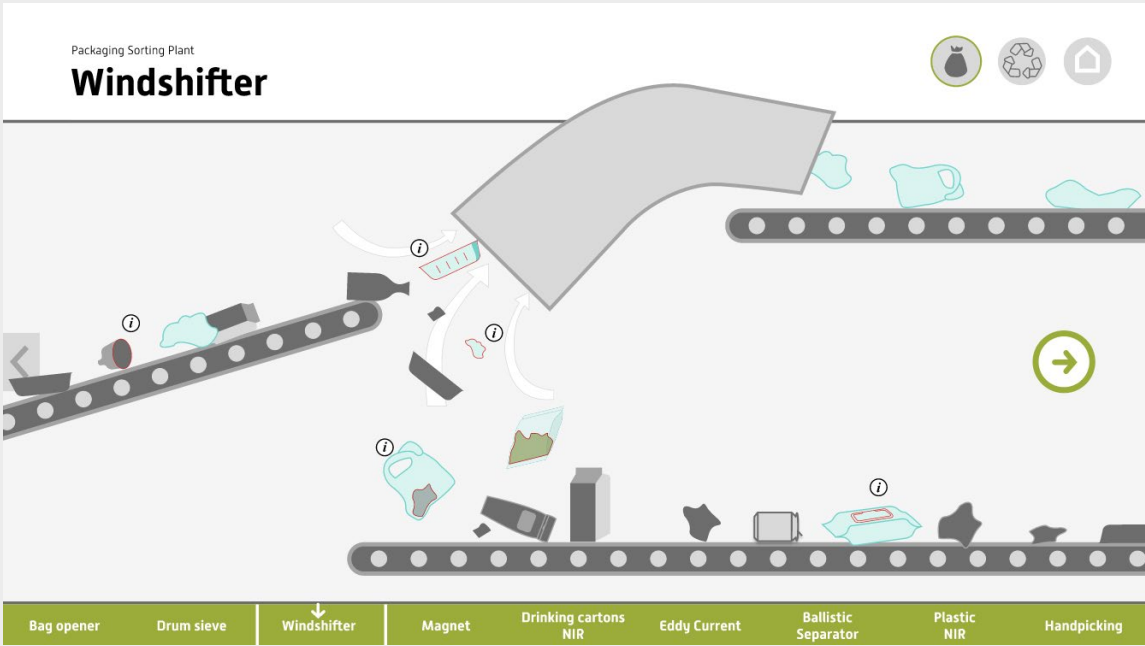 Packaging Sorting Plant
Windshifter
i
i
i
i
i
Bag opener
Drum sieve
Windshifter
Magnet
Drinking cartons
NIR
Eddy Current
Ballistic
Separator
Plastic
NIR
Handpicking